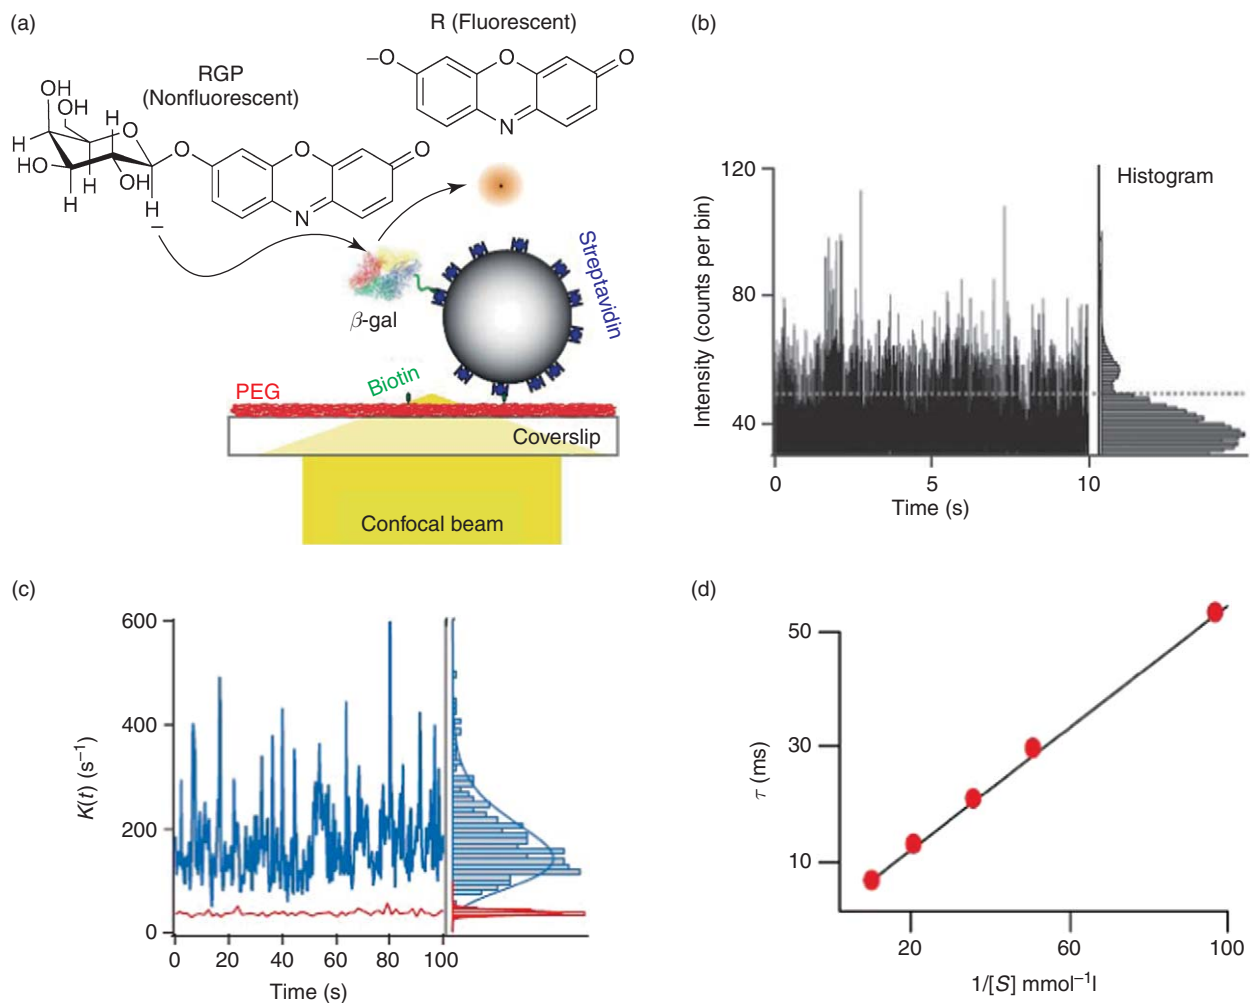 (a)
R (Fluorescent)
–O
O
O
N
RGP
(Nonfluorescent)
OH
OH
H
O
H
O
O
O
HO
OH
H
H
H
N
β-gal
Streptavidin
PEG
Biotin
Coverslip
Confocal beam
(b)
Histogram
Intensity (counts per bin)
120
80
40
0
5
10
Time (s)
(c)
K(t) (s⁻¹)
600
400
200
0
0 20 40 60 80 100
Time (s)
(d)
τ (ms)
50
30
10
20 60 100
1/[S] mmol⁻¹l